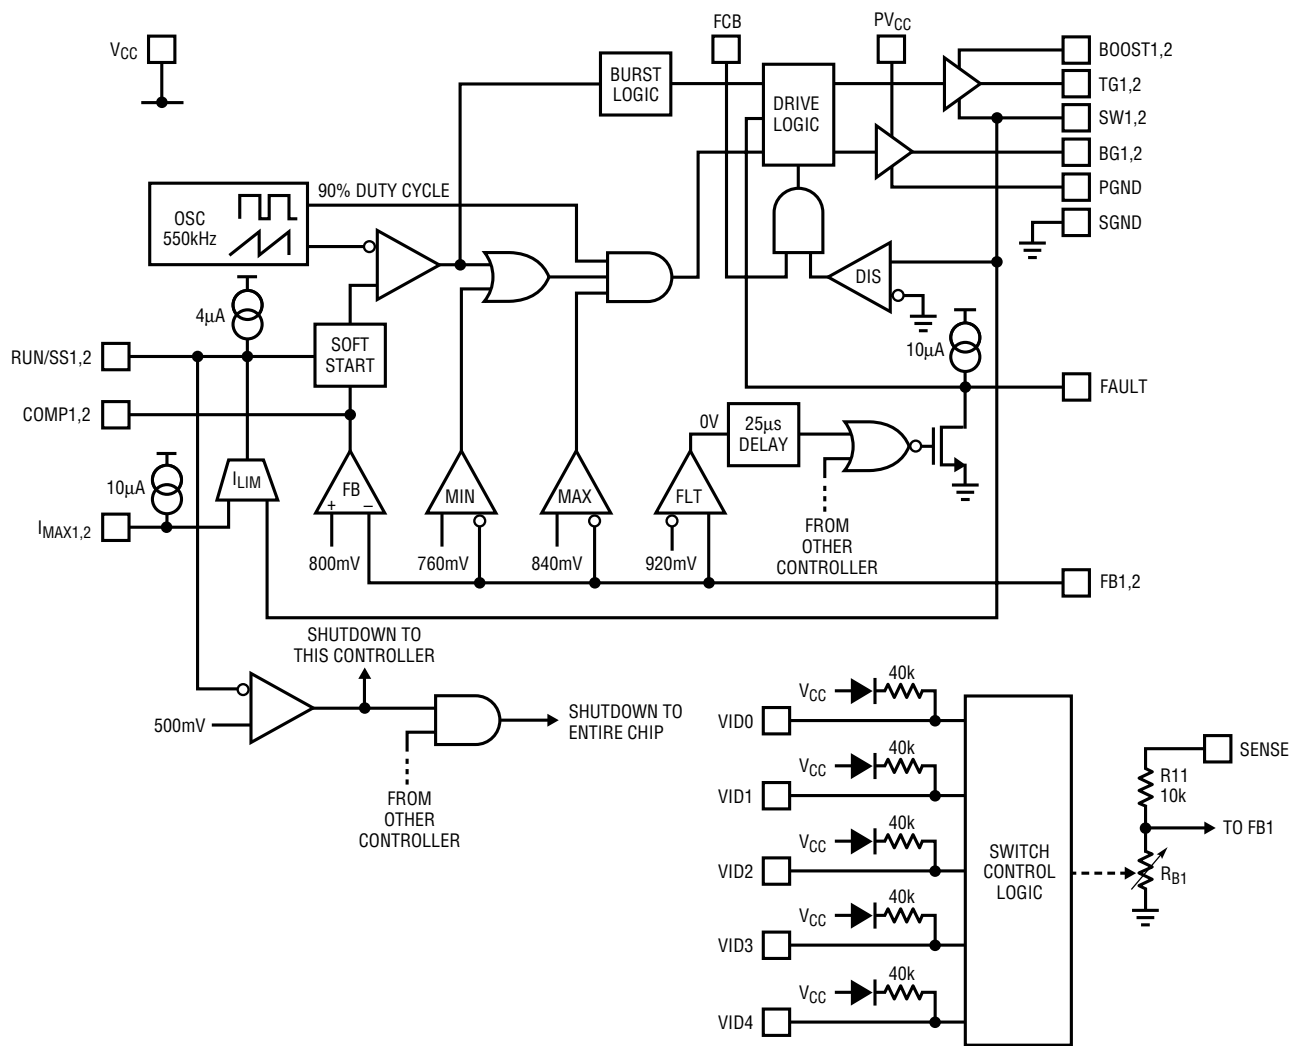 FCB
PVCC
VCC
BOOST1,2
BURST
LOGIC
DRIVE
LOGIC
TG1,2
SW1,2
BG1,2
PGND
SGND
90% DUTY CYCLE
OSC
550kHz
DIS
4µA
10µA
RUN/SS1,2
SOFT
START
FAULT
COMP1,2
0V
25µs
DELAY
10µA
ILIM
FB
+ −
MIN
MAX
FLT
IMAX1,2
FROM
OTHER
CONTROLLER
800mV
760mV
840mV
920mV
FB1,2
SHUTDOWN TO
THIS CONTROLLER
500mV
SHUTDOWN TO
ENTIRE CHIP
FROM
OTHER
CONTROLLER
VCC
40k
VID0
VCC
40k
VID1
VCC
40k
VID2
VCC
40k
VID3
VCC
40k
VID4
SWITCH
CONTROL
LOGIC
SENSE
R11
10k
TO FB1
RB1